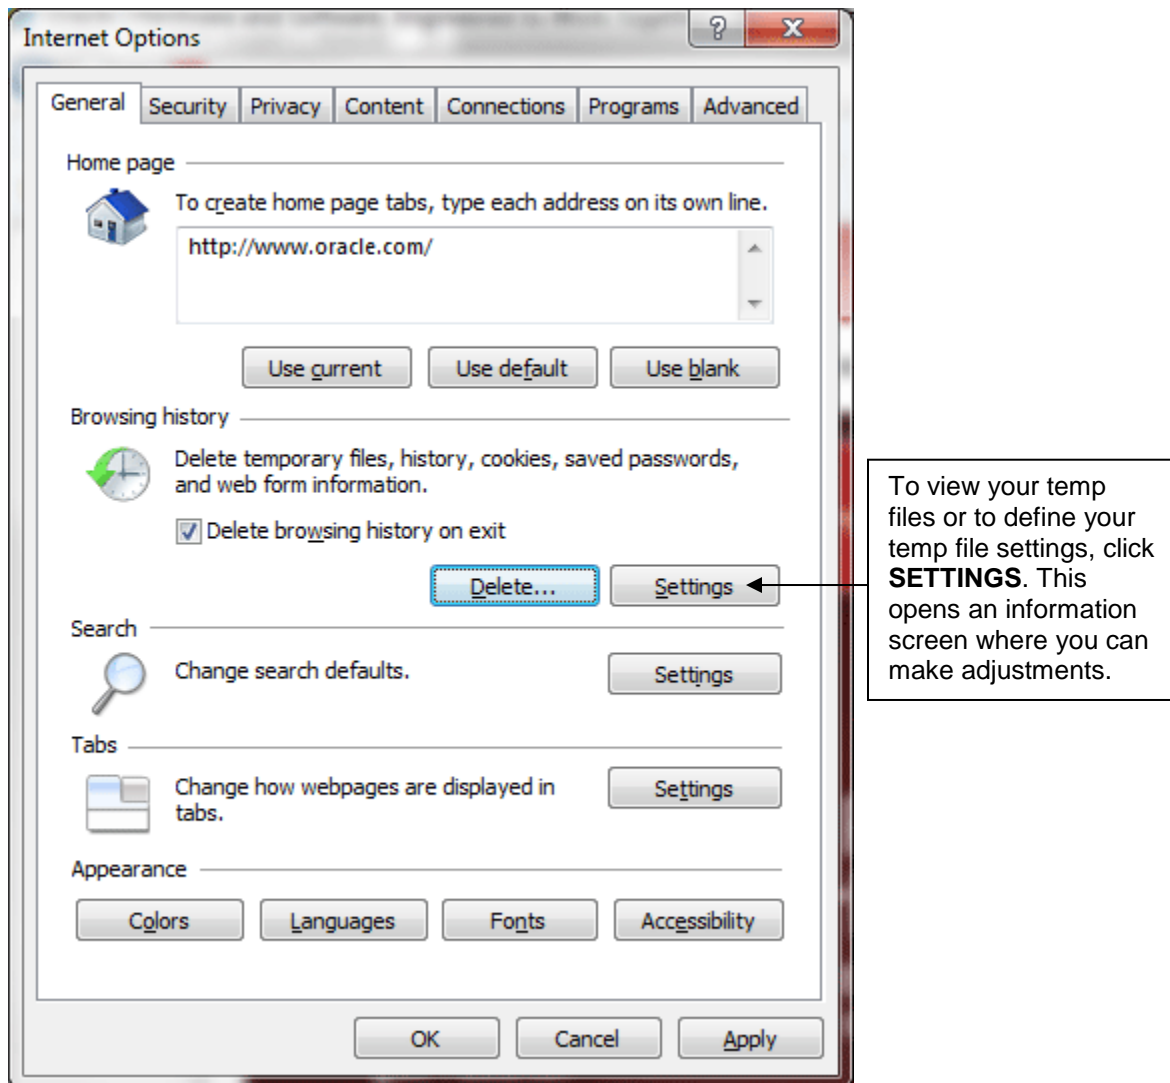 Internet Options
General Security Privacy Content Connections Programs Advanced
Home page
To create home page tabs, type each address on its own line.
http://www.oracle.com/
Use current Use default Use blank
Browsing history
Delete temporary files, history, cookies, saved passwords,
and web form information.
Delete browsing history on exit
Delete... Settings
Search
Change search defaults.
Settings
Tabs
Change how webpages are displayed in
tabs.
Settings
Appearance
Colors Languages Fonts Accessibility
OK Cancel Apply
To view your temp
files or to define your
temp file settings, click
SETTINGS. This
opens an information
screen where you can
make adjustments.